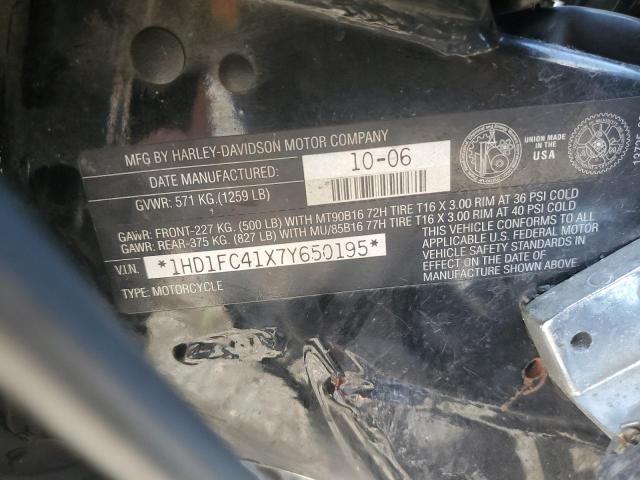 MFG BY HARLEY-DAVIDSON MOTOR COMPANY
DATE MANUFACTURED: 10-06
GVWR: 571 KG (1259 LB)
UNION MADE IN THE USA
GAWR: FRONT-227 KG. (500 LB) WITH MT90B16 72H TIRE T16 X 3.00 RIM AT 36 PSI COLD
GAWR: REAR-375 KG. (827 LB) WITH MU/85B16 77H TIRE T16 X 3.00 RIM AT 40 PSI COLD
THIS VEHICLE CONFORMS TO ALL
APPLICABLE U.S. FEDERAL MOTOR
VEHICLE SAFETY STANDARDS IN
EFFECT ON THE DATE OF
MANUFACTURE
V.I.N. *1HD1FC41X7Y650195*
TYPE: MOTORCYCLE